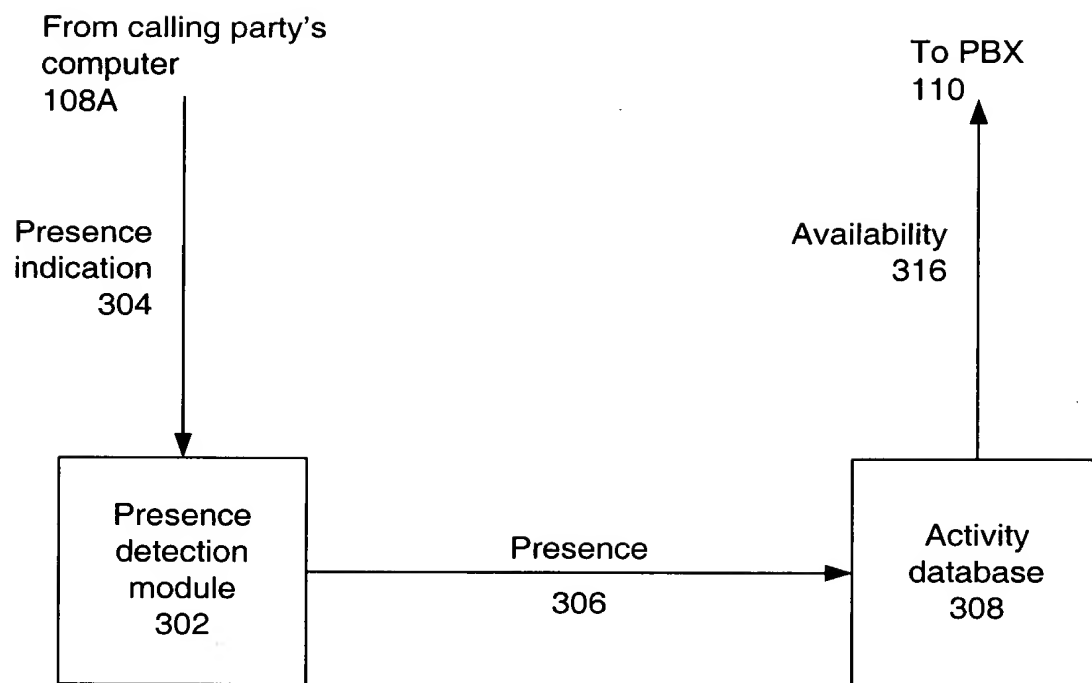 From calling party's
computer
108A
To PBX
110
Presence
indication
304
Availability
316
Presence
detection
module
302
Presence
306
Activity
database
308